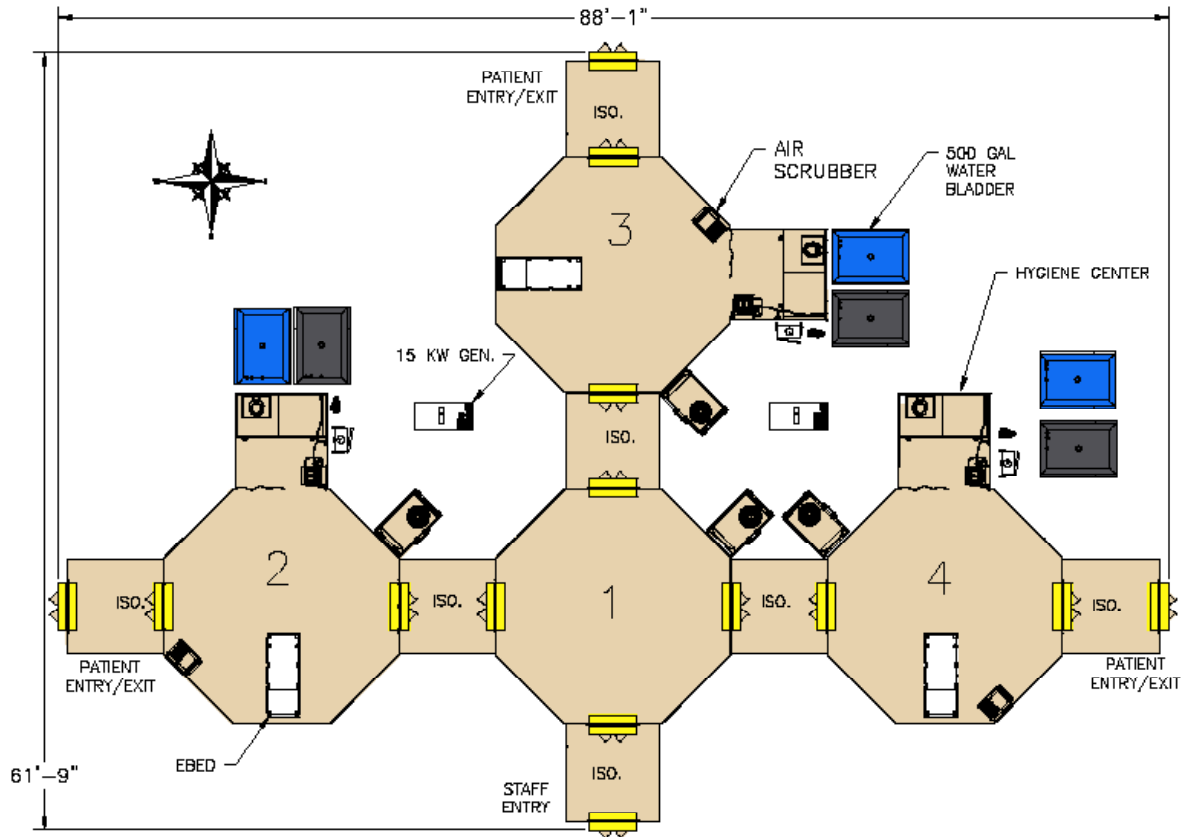 88'-1"
PATIENT
ENTRY/EXIT
ISO.
AIR
SCRUBBER
500 GAL
WATER
BLADDER
3
HYGIENE CENTER
15 KW GEN.
ISO.
2
ISO.
ISO.
1
ISO.
4
ISO.
PATIENT
ENTRY/EXIT
PATIENT
ENTRY/EXIT
EBED
61'-9"
ISO.
STAFF
ENTRY